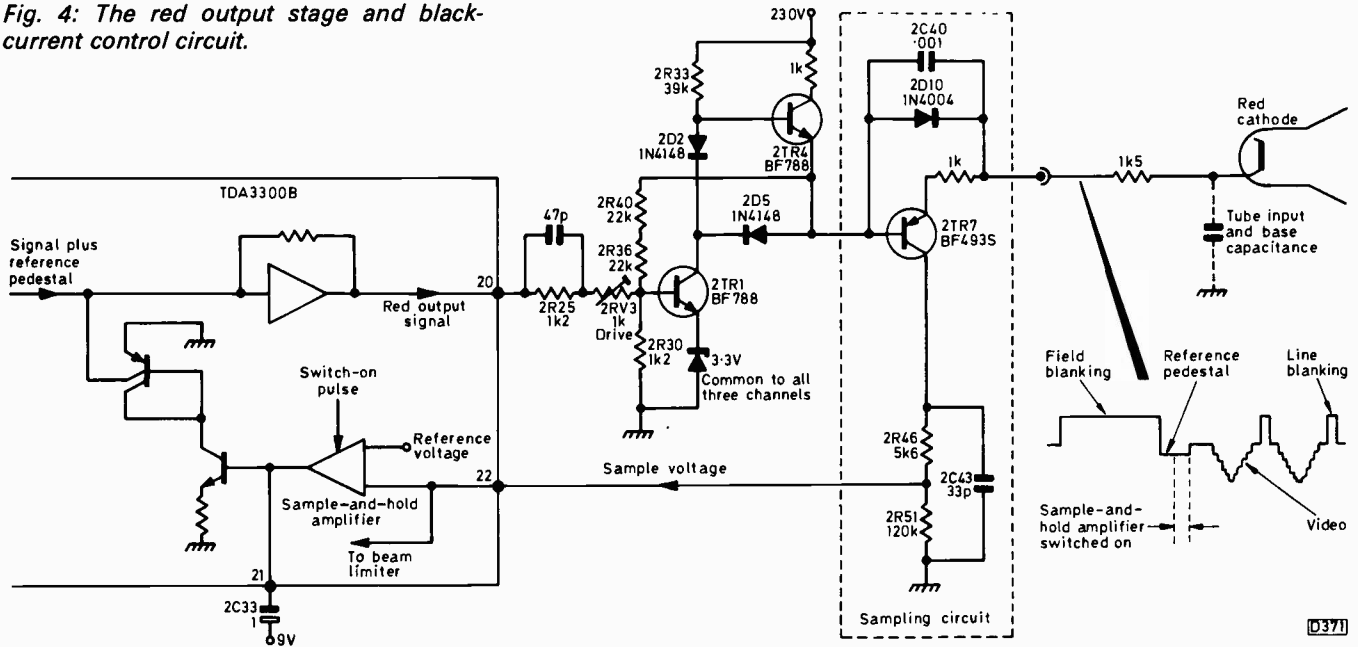 Fig. 4: The red output stage and black-
current control circuit.
230V
2C40
·001
2R33
39k
1k
2D10
1N4004
Red
cathode
2D2
1N4148
2TR4
BF788
1k
1k5
TDA3300B
2D5
1N4148
2R40
22k
47p
2TR7
BF493S
Tube input
and base
capacitance
Signal plus
reference
pedestal
2R36
22k
2TR1
BF788
20
Red output
signal
2R25
1k2
2RV3
1k
Drive
2R30
1k2
3·3V
Common to all
three channels
Field
blanking
Reference
pedestal
Line
blanking
Switch-on
pulse
Reference
voltage
2R46
5k6
22
Sample voltage
2C43
33p
Sample-and-hold
amplifier
2R51
120k
Sample-and-
hold amplifier
switched on
Video
To beam
limiter
21
2C33
1
9V
Sampling circuit
D371